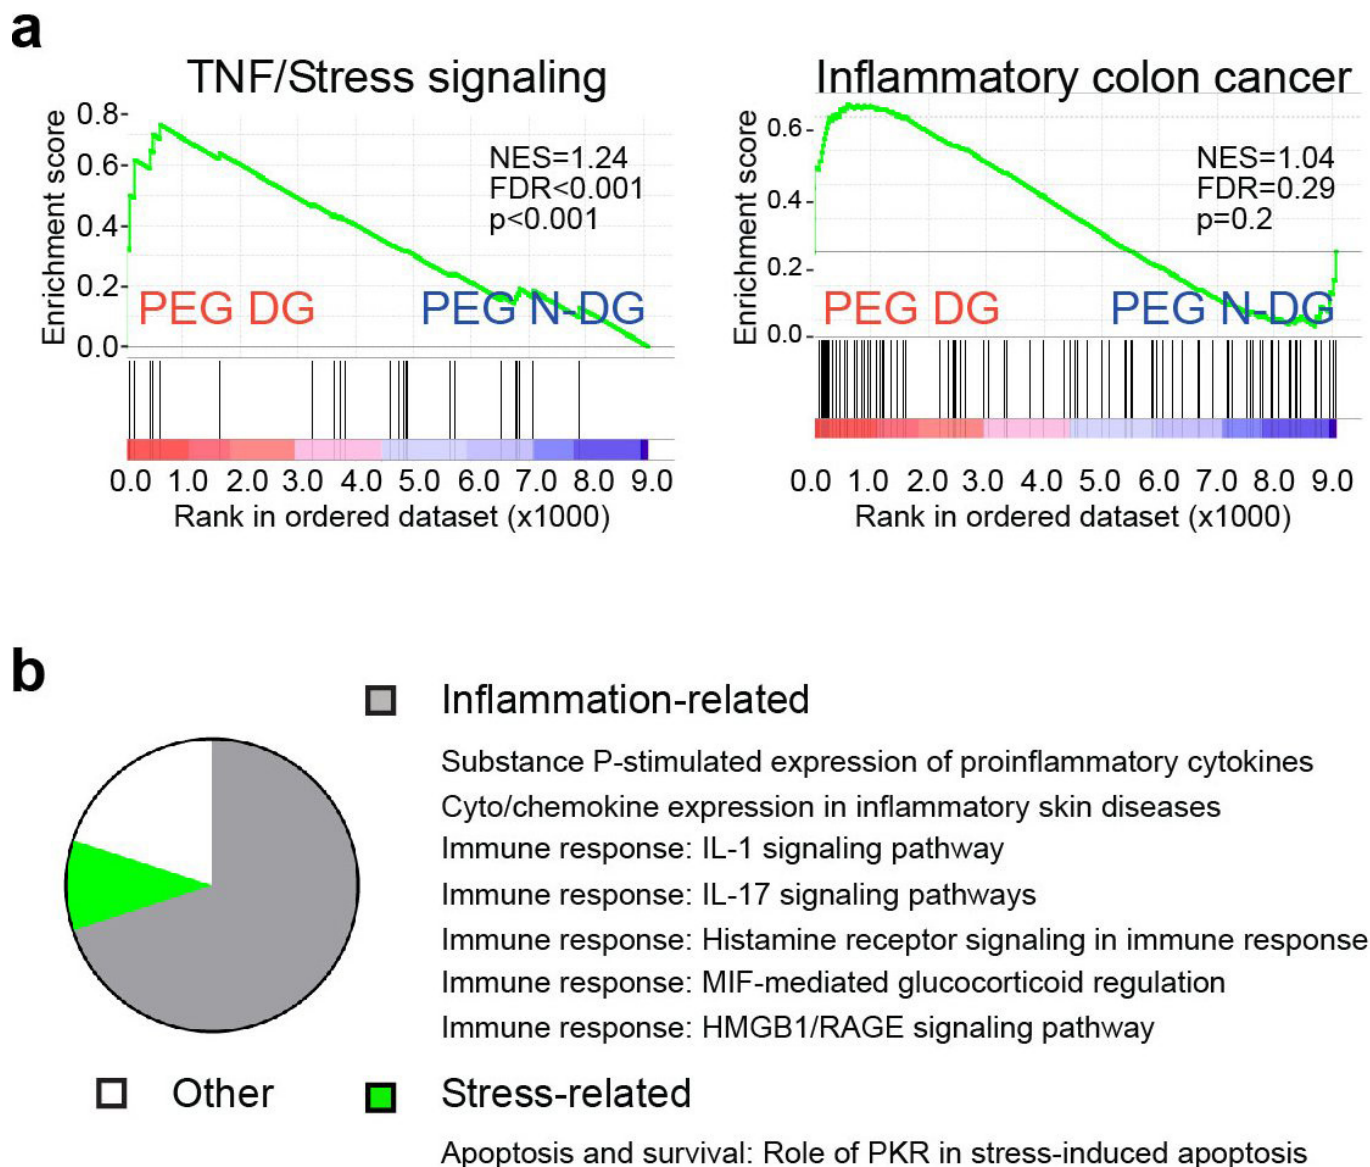 a
TNF/Stress signaling
Enrichment score
0.8
0.6
0.4
0.2
0.0
NES=1.24
FDR<0.001
p<0.001
PEG DG
PEG N-DG
0.0 1.0 2.0 3.0 4.0 5.0 6.0 7.0 8.0 9.0
Rank in ordered dataset (x1000)
Inflammatory colon cancer
Enrichment score
0.6
0.4
0.2
0.0
NES=1.04
FDR=0.29
p=0.2
PEG DG
PEG N-DG
0.0 1.0 2.0 3.0 4.0 5.0 6.0 7.0 8.0 9.0
Rank in ordered dataset (x1000)
b
Inflammation-related
Substance P-stimulated expression of proinflammatory cytokines
Cyto/chemokine expression in inflammatory skin diseases
Immune response: IL-1 signaling pathway
Immune response: IL-17 signaling pathways
Immune response: Histamine receptor signaling in immune response
Immune response: MIF-mediated glucocorticoid regulation
Immune response: HMGB1/RAGE signaling pathway
Other
Stress-related
Apoptosis and survival: Role of PKR in stress-induced apoptosis